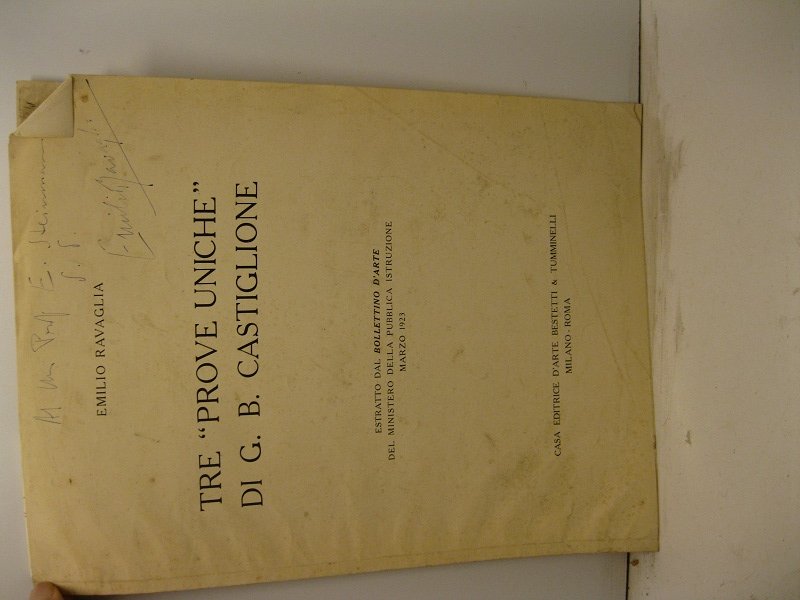 Prof E.
EMILIO RAVAGLIA
TRE “PROVE UNICHE”
DI G. B. CASTIGLIONE
ESTRATTO DAL BOLLETTINO D'ARTE
DEL MINISTERO DELLA PUBBLICA ISTRUZIONE
MARZO 1923
CASA EDITRICE D'ARTE BESTETTI & TUMMINELLI
MILANO - ROMA